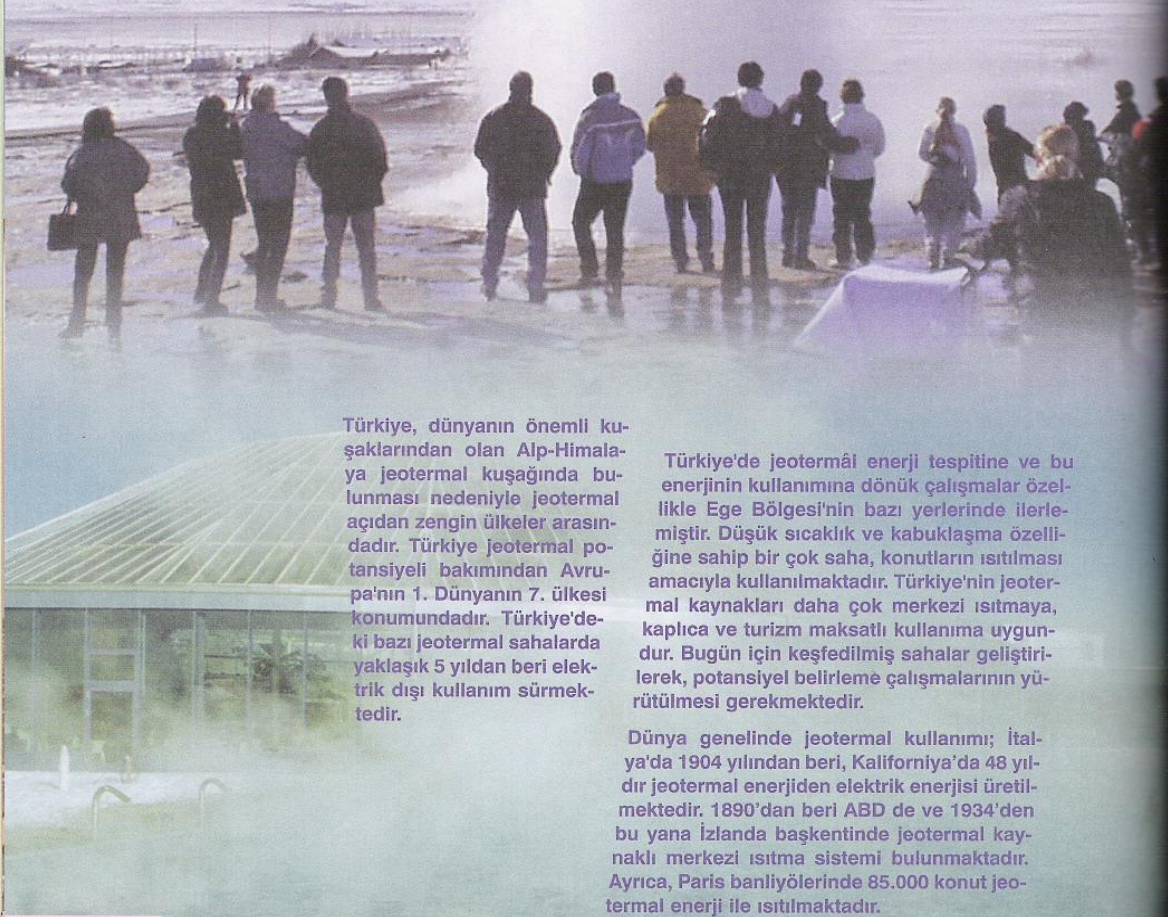 Türkiye, dünyanın önemli ku-
şaklarından olan Alp-Himala-
ya jeotermal kuşağında bu-
lunması nedeniyle jeotermal
açıdan zengin ülkeler arasın-
dadır. Türkiye jeotermal po-
tansiyeli bakımından Avru-
pa'nın 1. Dünyanın 7. ülkesi
konumundadır. Türkiye'de-
ki bazı jeotermal sahalarda
yaklaşık 5 yıldan beri elek-
trik dışı kullanım sürmek-
tedir.
Türkiye'de jeotermâl enerji tespitine ve bu
enerjinin kullanımına dönük çalışmalar özel-
likle Ege Bölgesi'nin bazı yerlerinde ilerle-
miştir. Düşük sıcaklık ve kabuklaşma özelli-
ğine sahip bir çok saha, konutların ısıtılması
amacıyla kullanılmaktadır. Türkiye'nin jeoter-
mal kaynakları daha çok merkezi ısıtmaya,
kaplıca ve turizm maksatlı kullanıma uygun-
dur. Bugün için keşfedilmiş sahalar geliştiri-
lerek, potansiyel belirleme çalışmalarının yü-
rütülmesi gerekmektedir.
Dünya genelinde jeotermal kullanımı; İtal-
ya'da 1904 yılından beri, Kaliforniya'da 48 yıl-
dır jeotermal enerjiden elektrik enerjisi üretil-
mektedir. 1890'dan beri ABD de ve 1934'den
bu yana İzlanda başkentinde jeotermal kay-
naklı merkezi ısıtma sistemi bulunmaktadır.
Ayrıca, Paris banliyölerinde 85.000 konut jeo-
termal enerji ile ısıtılmaktadır.